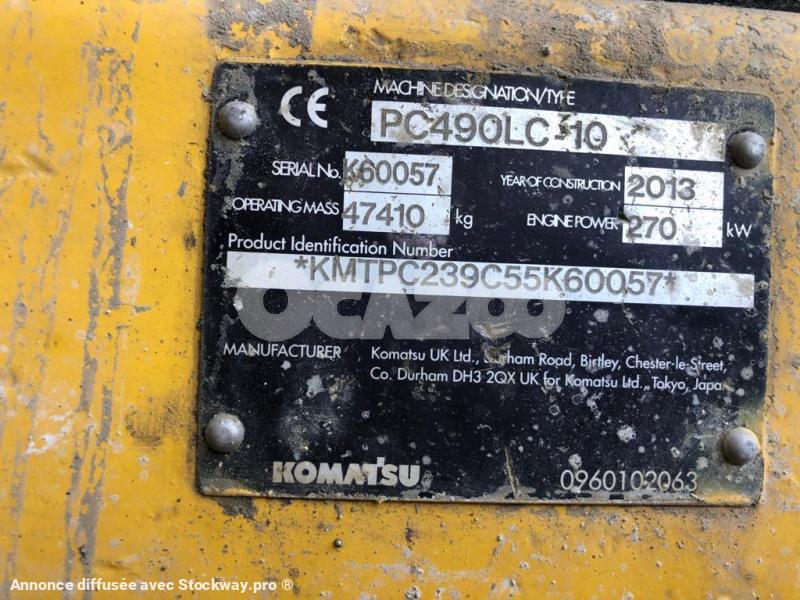 CE
MACHINE DESIGNATION/TYPE
PC490LC-10
SERIAL No. K60057
YEAR OF CONSTRUCTION 2013
OPERATING MASS 47410 kg
ENGINE POWER 270 kW
Product Identification Number
*KMTPC239C55K60057*
OCAZOO
MANUFACTURER
Komatsu UK Ltd., Road, Birtley, Chester-le-Street,
Co. Durham DH3 2QX UK for Komatsu Ltd., Tokyo,
KOMATSU
0960102063
Annonce diffusée avec Stockway.pro ®